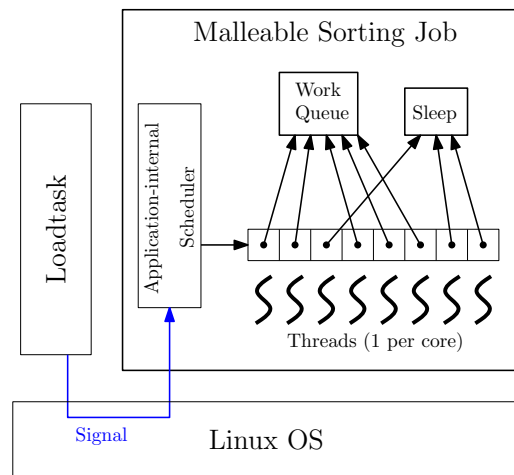 Malleable Sorting Job
Work
Queue
Sleep
Loadtask
Application-internal
Scheduler
Threads (1 per core)
Signal
Linux OS